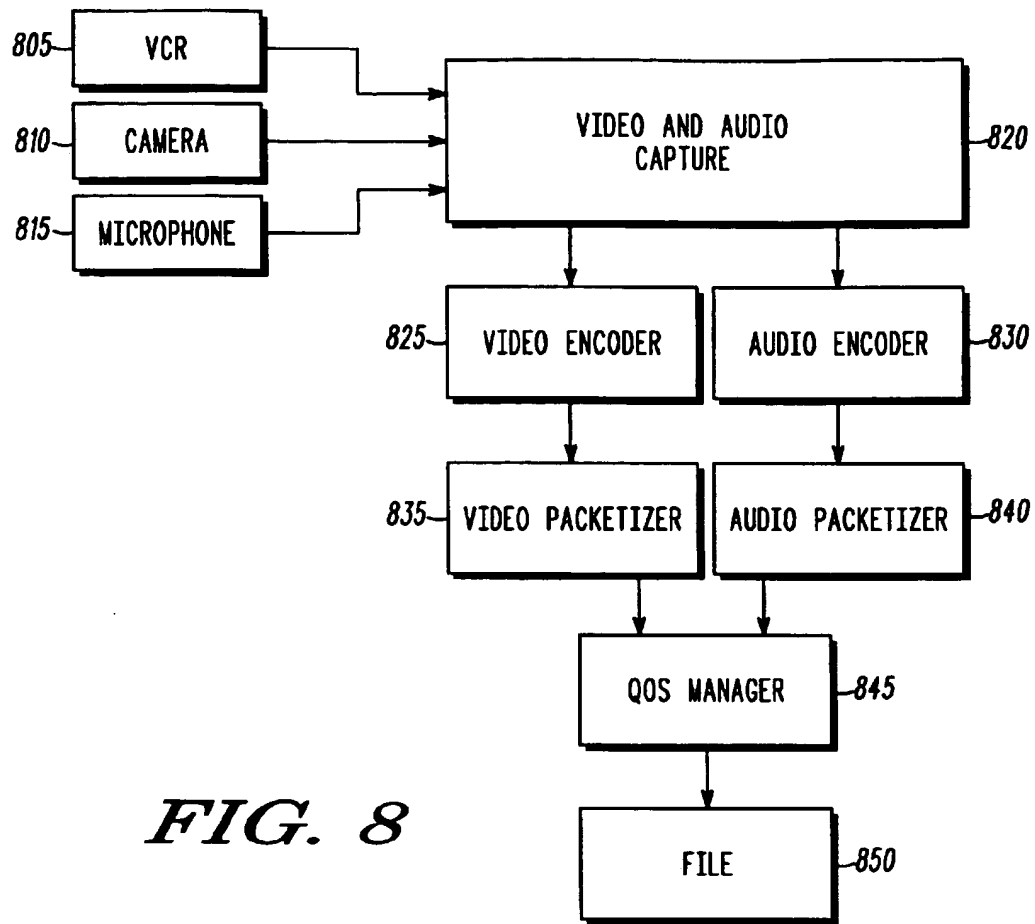 805
VCR
810
CAMERA
815
MICROPHONE
VIDEO AND AUDIO
CAPTURE
820
825
VIDEO ENCODER
AUDIO ENCODER
830
835
VIDEO PACKETIZER
AUDIO PACKETIZER
840
QOS MANAGER
845
FILE
850
FIG. 8